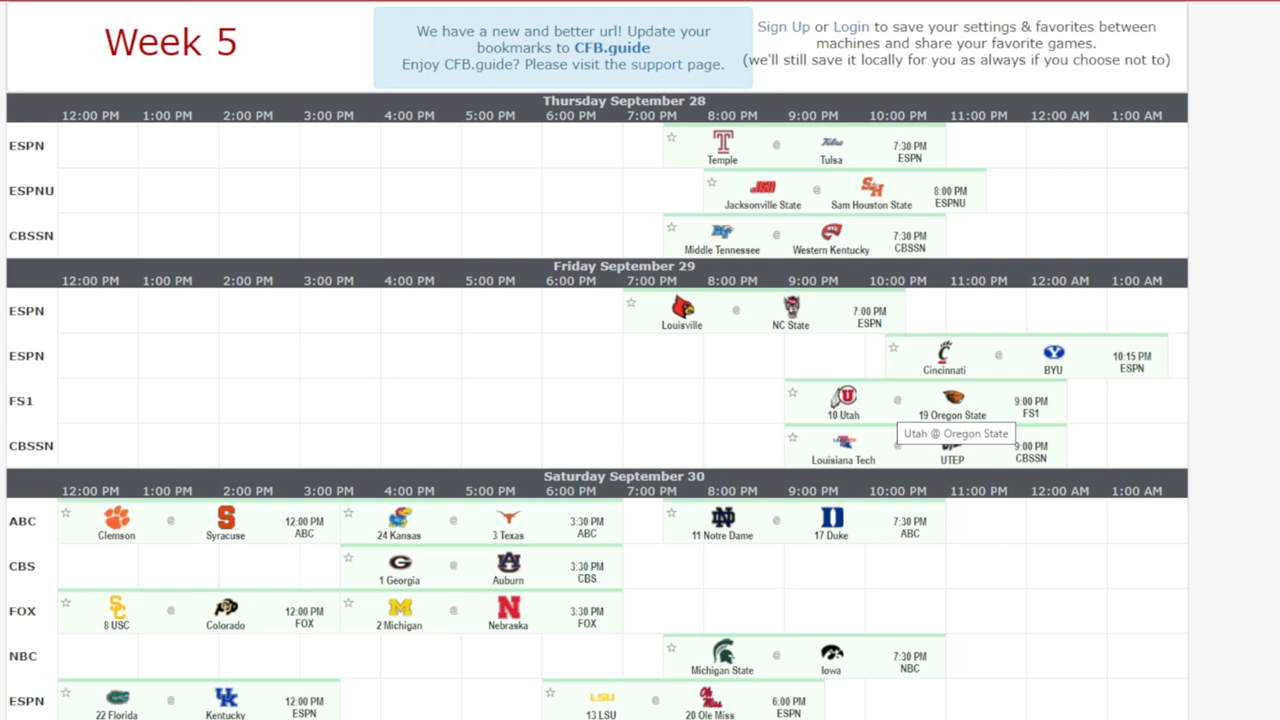 Week 5
We have a new and better url! Update your
bookmarks to CFB.guide
Enjoy CFB.guide? Please visit the support page.
Sign Up or Login to save your settings & favorites between
machines and share your favorite games.
(we'll still save it locally for you as always if you choose not to)
Thursday September 28
12:00 PM 1:00 PM 2:00 PM 3:00 PM 4:00 PM 5:00 PM 6:00 PM 7:00 PM 8:00 PM 9:00 PM 10:00 PM 11:00 PM 12:00 AM 1:00 AM
ESPN Temple @ Tulsa 7:30 PM ESPN
ESPNU Jacksonville State @ Sam Houston State 8:00 PM ESPNU
CBSSN Middle Tennessee @ Western Kentucky 7:30 PM CBSSN
Friday September 29
12:00 PM 1:00 PM 2:00 PM 3:00 PM 4:00 PM 5:00 PM 6:00 PM 7:00 PM 8:00 PM 9:00 PM 10:00 PM 11:00 PM 12:00 AM 1:00 AM
ESPN Louisville @ NC State 7:00 PM ESPN
ESPN Cincinnati @ BYU 10:15 PM ESPN
FS1 10 Utah @ 19 Oregon State 9:00 PM FS1
Utah @ Oregon State
CBSSN Louisiana Tech UTEP 9:00 PM CBSSN
Saturday September 30
12:00 PM 1:00 PM 2:00 PM 3:00 PM 4:00 PM 5:00 PM 6:00 PM 7:00 PM 8:00 PM 9:00 PM 10:00 PM 11:00 PM 12:00 AM 1:00 AM
ABC Clemson @ Syracuse 12:00 PM ABC 24 Kansas @ 3 Texas 3:30 PM ABC 11 Notre Dame @ 17 Duke 7:30 PM ABC
CBS 1 Georgia @ Auburn 3:30 PM CBS
FOX 8 USC @ Colorado 12:00 PM FOX 2 Michigan @ Nebraska 3:30 PM FOX
NBC Michigan State @ Iowa 7:30 PM NBC
ESPN 22 Florida @ Kentucky 12:00 PM ESPN LSU 13 LSU @ 20 Ole Miss 6:00 PM ESPN